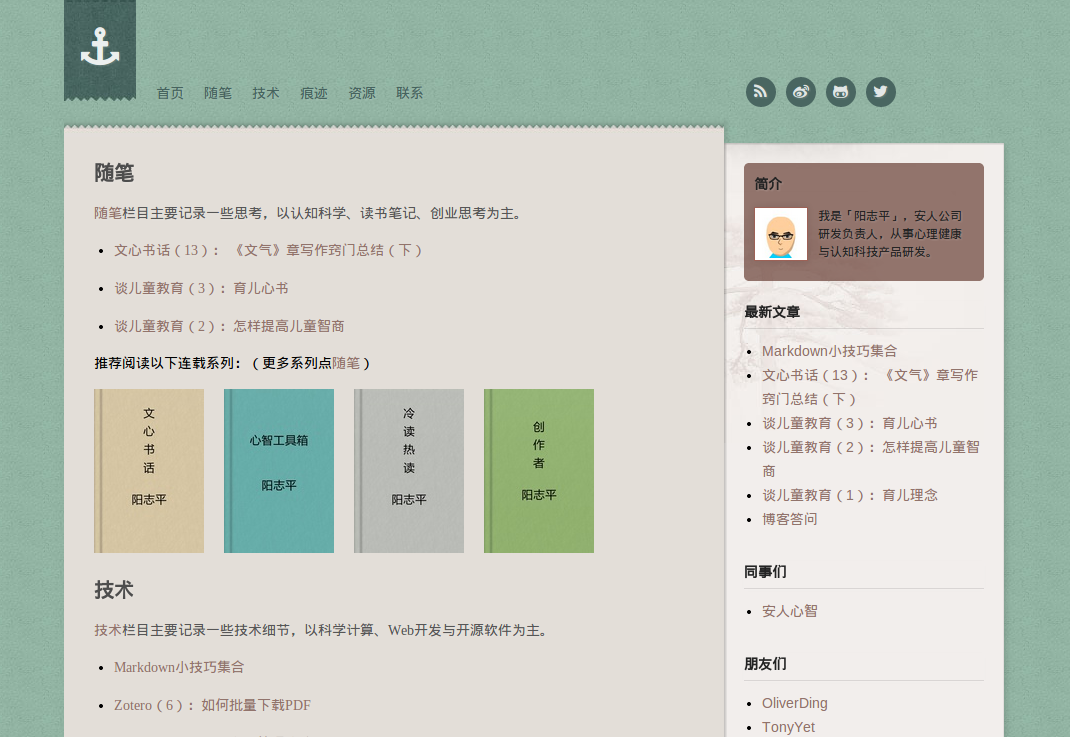 首页 随笔 技术 痕迹 资源 联系
随笔
随笔栏目主要记录一些思考，以认知科学、读书笔记、创业思考为主。
文心书话（13）：《文气》章写作窍门总结（下）
谈儿童教育（3）：育儿心书
谈儿童教育（2）：怎样提高儿童智商
推荐阅读以下连载系列：（更多系列点随笔）
文
心
书
话
阳志平
心智工具箱
阳志平
冷
读
热
读
阳志平
创
作
者
阳志平
技术
技术栏目主要记录一些技术细节，以科学计算、Web开发与开源软件为主。
Markdown小技巧集合
Zotero（6）：如何批量下载PDF
简介
我是「阳志平」，安人公司
研发负责人，从事心理健康
与认知科技产品研发。
最新文章
Markdown小技巧集合
文心书话（13）：《文气》章写作
窍门总结（下）
谈儿童教育（3）：育儿心书
谈儿童教育（2）：怎样提高儿童智
商
谈儿童教育（1）：育儿理念
博客答问
同事们
安人心智
朋友们
OliverDing
TonyYet